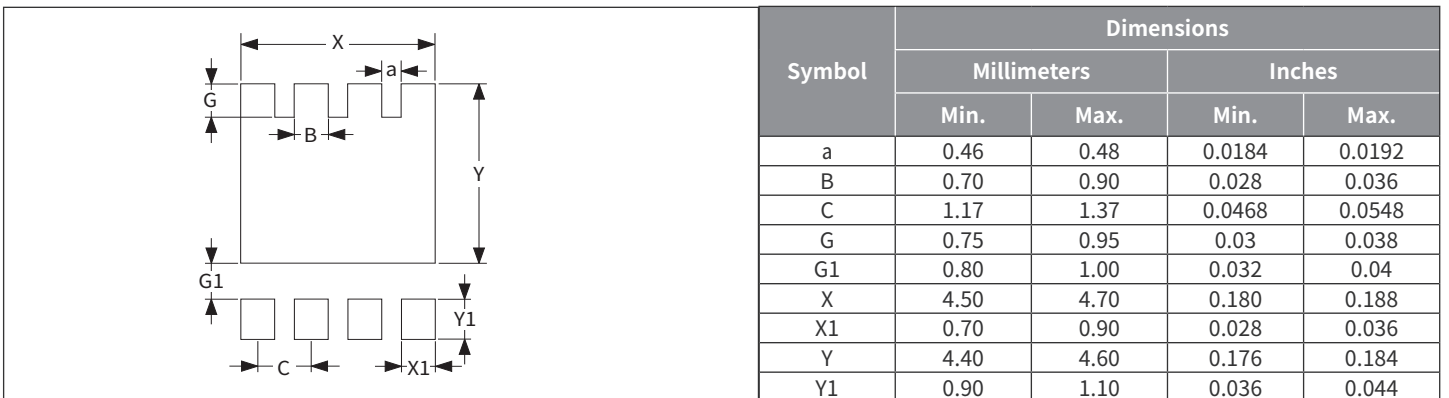 X
a
G
B
Y
G1
Y1
C
X1
Symbol
Dimensions
Millimeters Inches
Min. Max. Min. Max.
a 0.46 0.48 0.0184 0.0192
B 0.70 0.90 0.028 0.036
C 1.17 1.37 0.0468 0.0548
G 0.75 0.95 0.03 0.038
G1 0.80 1.00 0.032 0.04
X 4.50 4.70 0.180 0.188
X1 0.70 0.90 0.028 0.036
Y 4.40 4.60 0.176 0.184
Y1 0.90 1.10 0.036 0.044